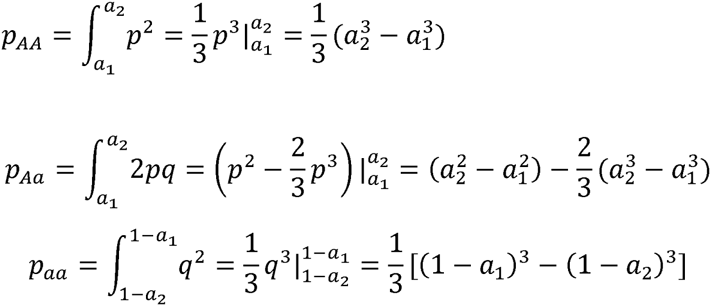 p_{AA} = \int_{a_1}^{a_2} p^2 = \frac{1}{3} p^3 |_{a_1}^{a_2} = \frac{1}{3} (a_2^3 - a_1^3)
p_{Aa} = \int_{a_1}^{a_2} 2pq = \left( p^2 - \frac{2}{3} p^3 \right) |_{a_1}^{a_2} = (a_2^2 - a_1^2) - \frac{2}{3} (a_2^3 - a_1^3)
p_{aa} = \int_{1-a_2}^{1-a_1} q^2 = \frac{1}{3} q^3 |_{1-a_2}^{1-a_1} = \frac{1}{3} [(1 - a_1)^3 - (1 - a_2)^3]